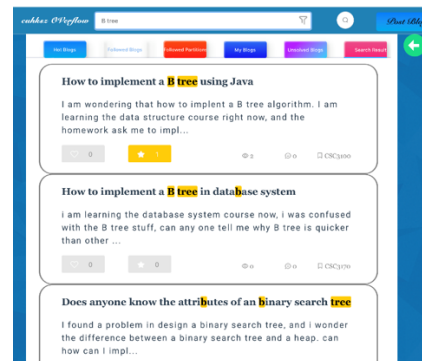 cuhksz OVerflow
B tree
Post Blog
Hot Blogs
Followed Blogs
Followed Partitions
My Blogs
Unsolved Blogs
Search Result
How to implement a B tree using Java
I am wondering that how to implent a B tree algorithm. I am
learning the data structure course right now, and the
homework ask me to impl...
0
1
2
0
CSC3100
How to implement a B tree in database system
i am learning the database system course now, i was confused
with the B tree stuff, can any one tell me why B tree is quicker
than other ...
0
0
0
0
CSC3170
Does anyone know the attributes of an binary search tree
I found a problem in design a binary search tree, and i wonder
the difference between a binary search tree and a heap. can
how can I impl...